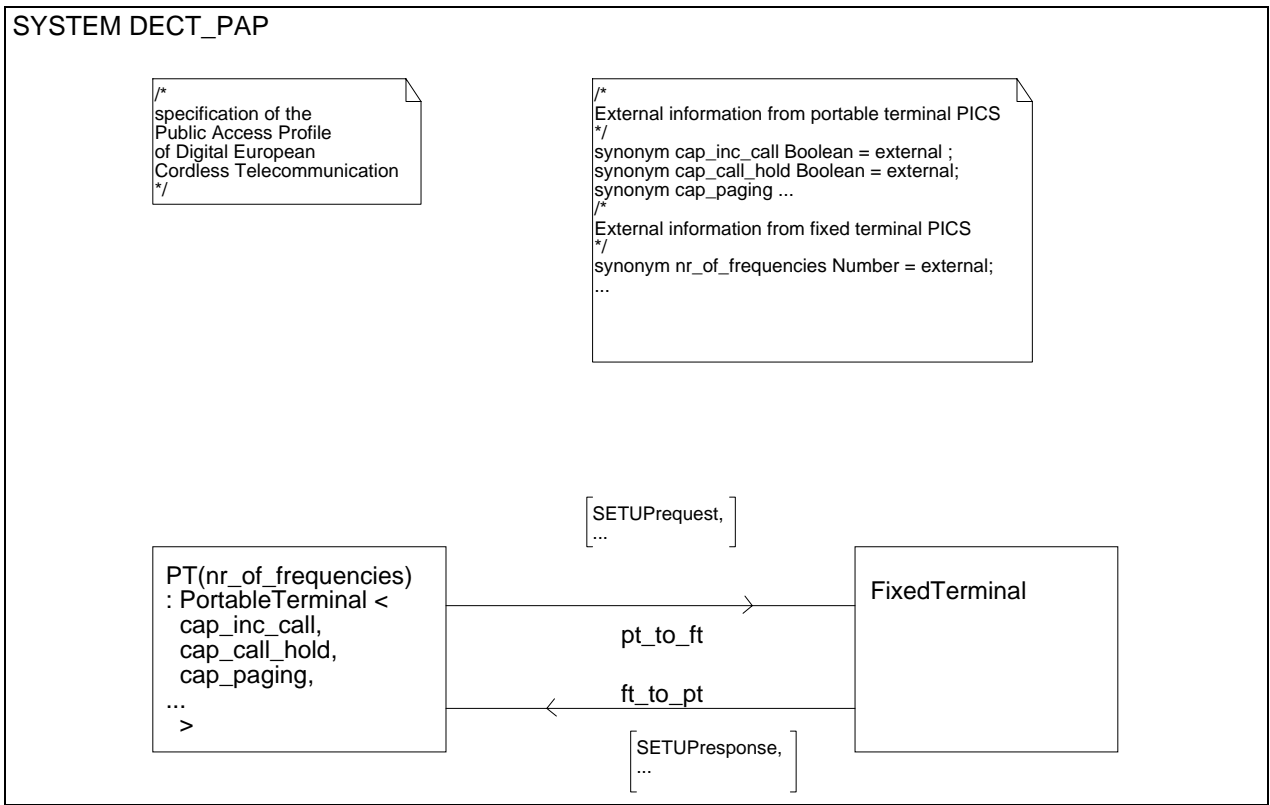 SYSTEM DECT_PAP
/*
specification of the
Public Access Profile
of Digital European
Cordless Telecommunication
*/
/*
External information from portable terminal PICS
*/
synonym cap_inc_call Boolean = external ;
synonym cap_call_hold Boolean = external;
synonym cap_paging ...
/*
External information from fixed terminal PICS
*/
synonym nr_of_frequencies Number = external;
...
SETUPrequest,
...
PT(nr_of_frequencies)
: PortableTerminal <
cap_inc_call,
cap_call_hold,
cap_paging,
...
>
pt_to_ft
ft_to_pt
FixedTerminal
SETUPresponse,
...